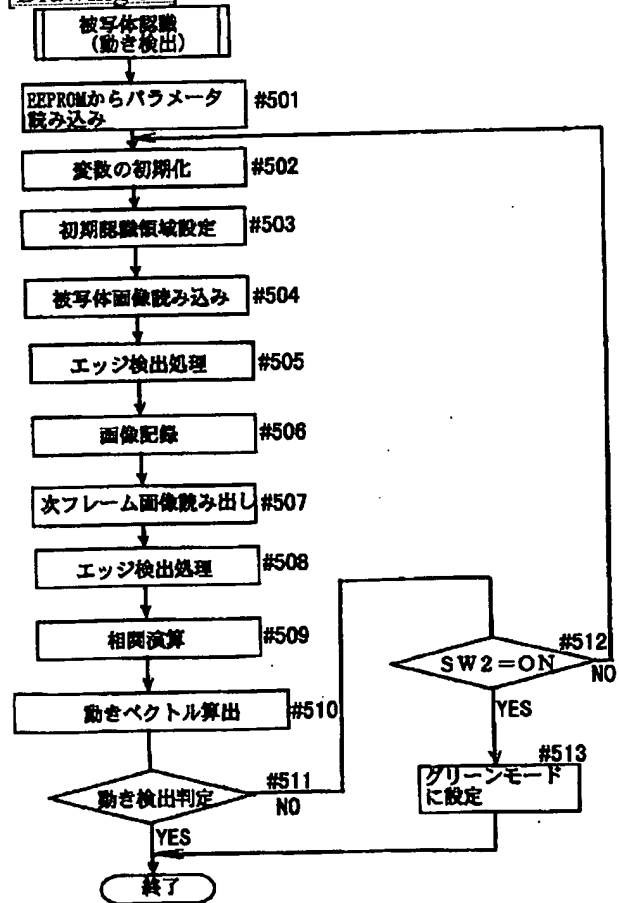 被写体認識
(動き検出)
EEPROMからパラメータ
読み込み
#501
変数の初期化
#502
初期認識領域設定
#503
被写体画像読み込み
#504
エッジ検出処理
#505
画像記録
#506
次フレーム画像読み出し
#507
エッジ検出処理
#508
相関演算
#509
動きベクトル算出
#510
動き検出判定
#511
NO
YES
終了
SW2=ON
#512
NO
YES
#513
グリーンモード
に設定